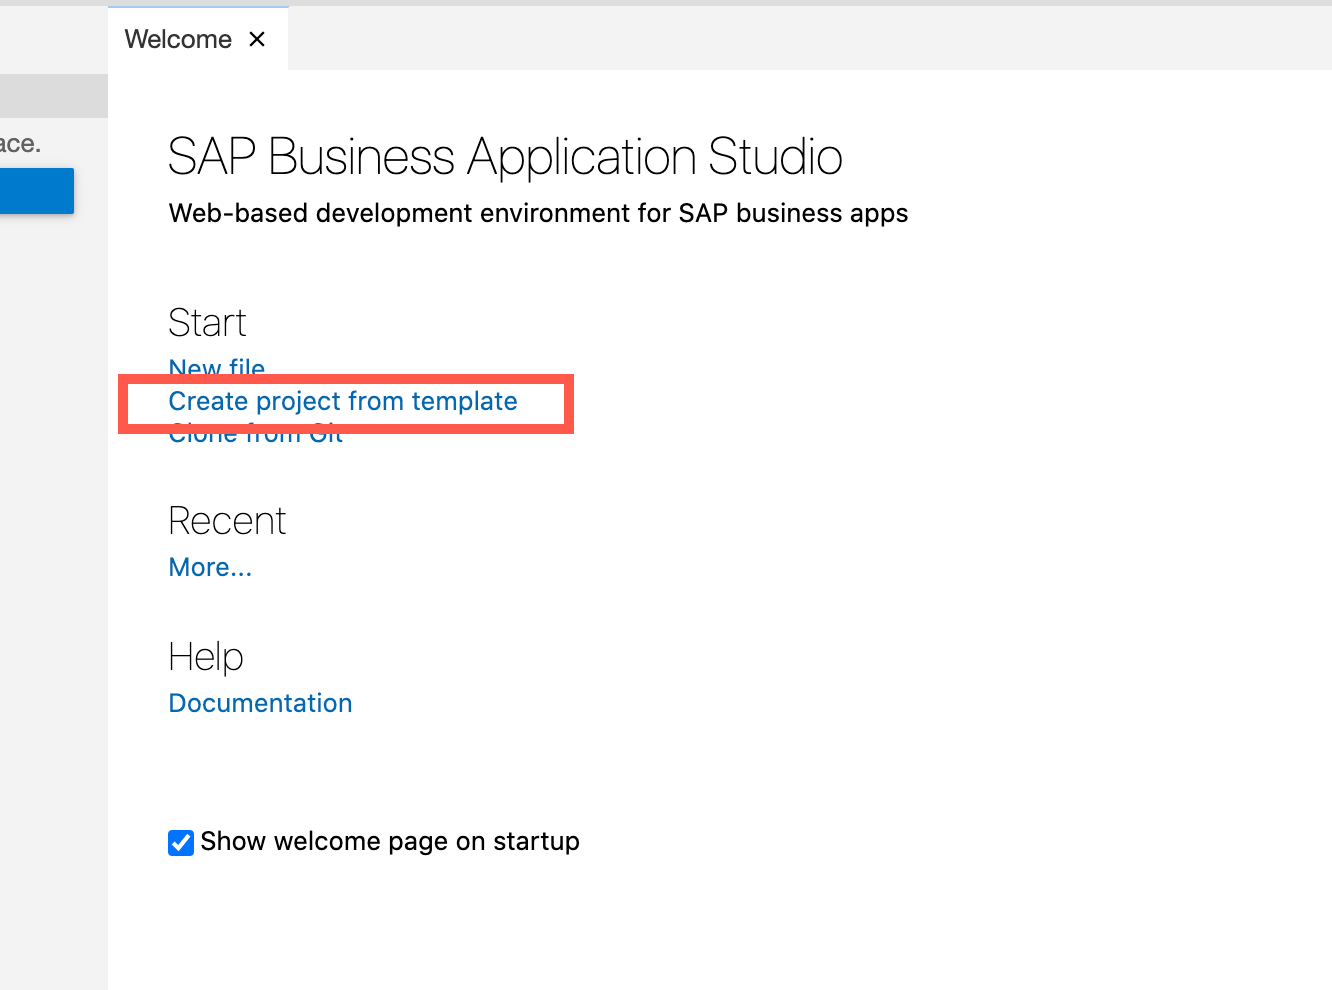 Welcome
ace.
SAP Business Application Studio
Web-based development environment for SAP business apps
Start
New file
Create project from template
Clone from Git
Recent
More...
Help
Documentation
Show welcome page on startup